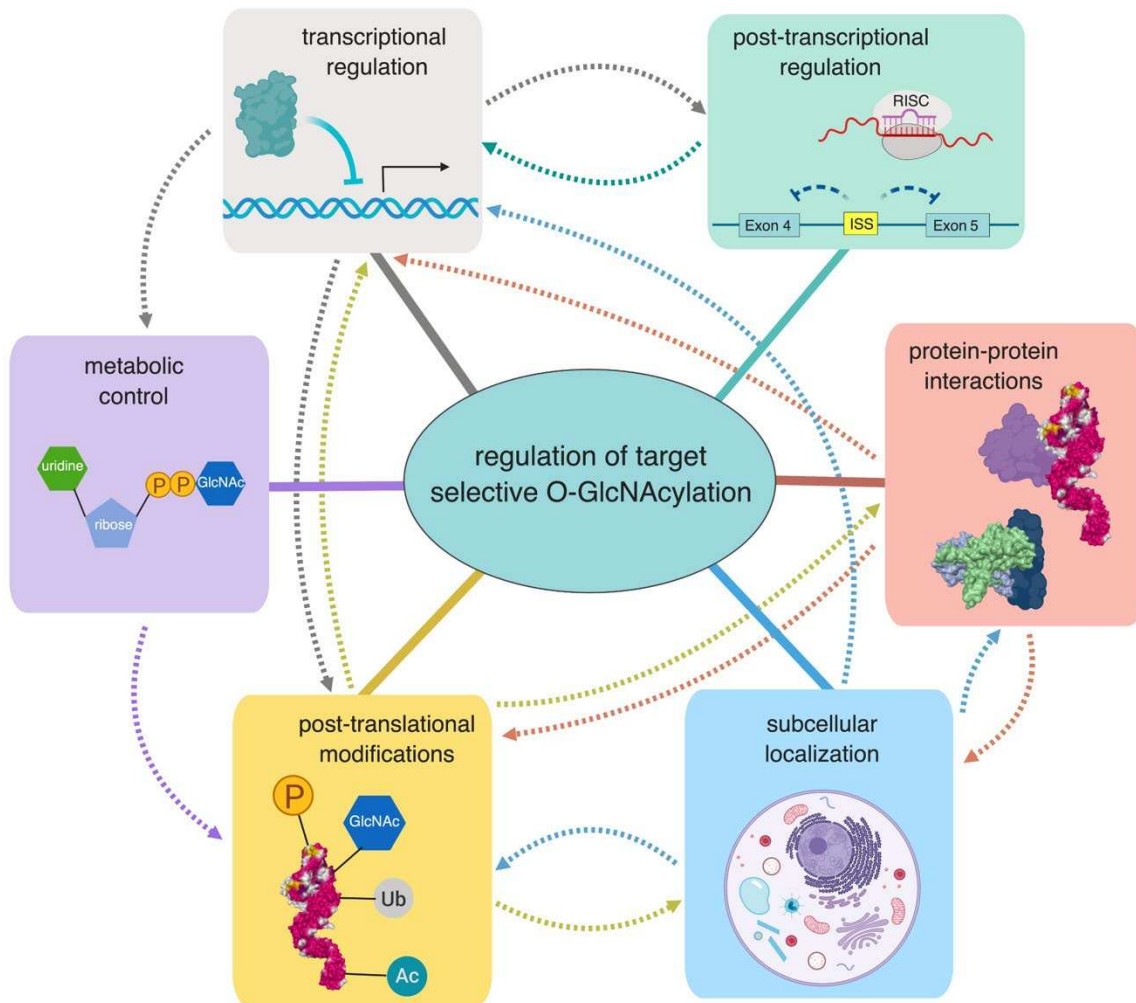 transcriptional
regulation
post-transcriptional
regulation
RISC
Exon 4
ISS
Exon 5
metabolic
control
uridine
ribose
P
P
GlcNAc
regulation of target
selective O-GlcNAcylation
protein-protein
interactions
post-translational
modifications
P
GlcNAc
Ub
Ac
subcellular
localization